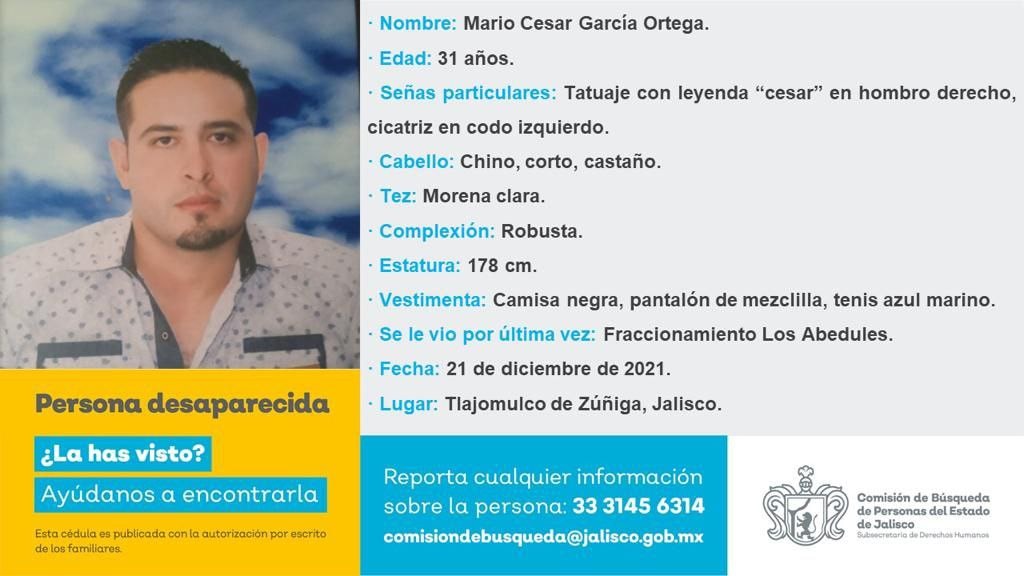 · Nombre: Mario Cesar García Ortega.
· Edad: 31 años.
· Señas particulares: Tatuaje con leyenda “cesar” en hombro derecho,
cicatriz en codo izquierdo.
· Cabello: Chino, corto, castaño.
· Tez: Morena clara.
· Complexión: Robusta.
· Estatura: 178 cm.
· Vestimenta: Camisa negra, pantalón de mezclilla, tenis azul marino.
· Se le vio por última vez: Fraccionamiento Los Abedules.
· Fecha: 21 de diciembre de 2021.
· Lugar: Tlajomulco de Zúñiga, Jalisco.
Persona desaparecida
¿La has visto?
Ayúdanos a encontrarla
Esta cédula es publicada con la autorización por escrito
de los familiares.
Reporta cualquier información
sobre la persona: 33 3145 6314
comisiondebusqueda@jalisco.gob.mx
Comisión de Búsqueda
de Personas del Estado
de Jalisco
Subsecretaría de Derechos Humanos